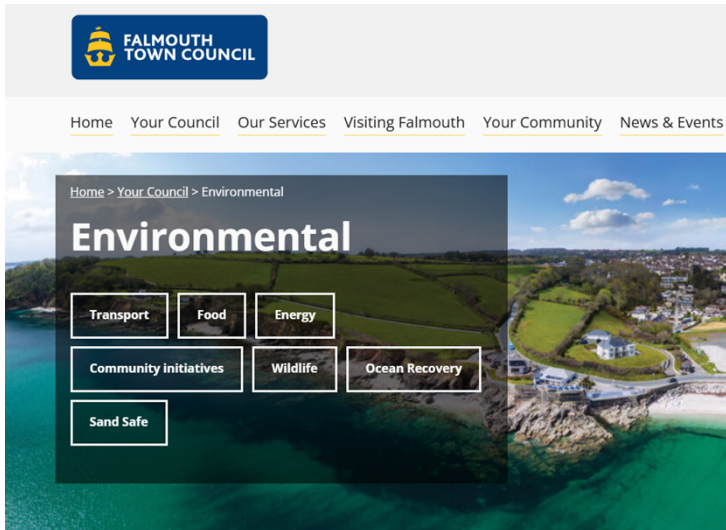 FALMOUTH
TOWN COUNCIL
Home Your Council Our Services Visiting Falmouth Your Community News & Events
Home > Your Council > Environmental
Environmental
Transport Food Energy
Community initiatives Wildlife Ocean Recovery
Sand Safe